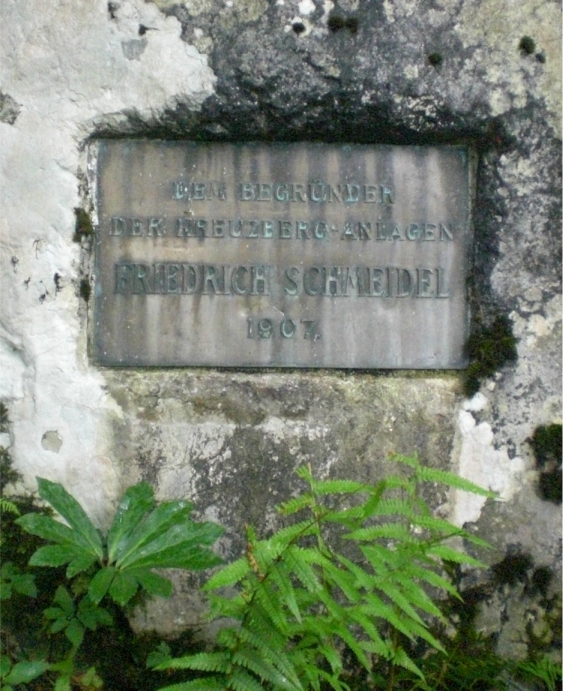 DEM BEGRÜNDER
DER KREUZBERG-ANLAGEN
FRIEDRICH SCHMEIDEL
1907.